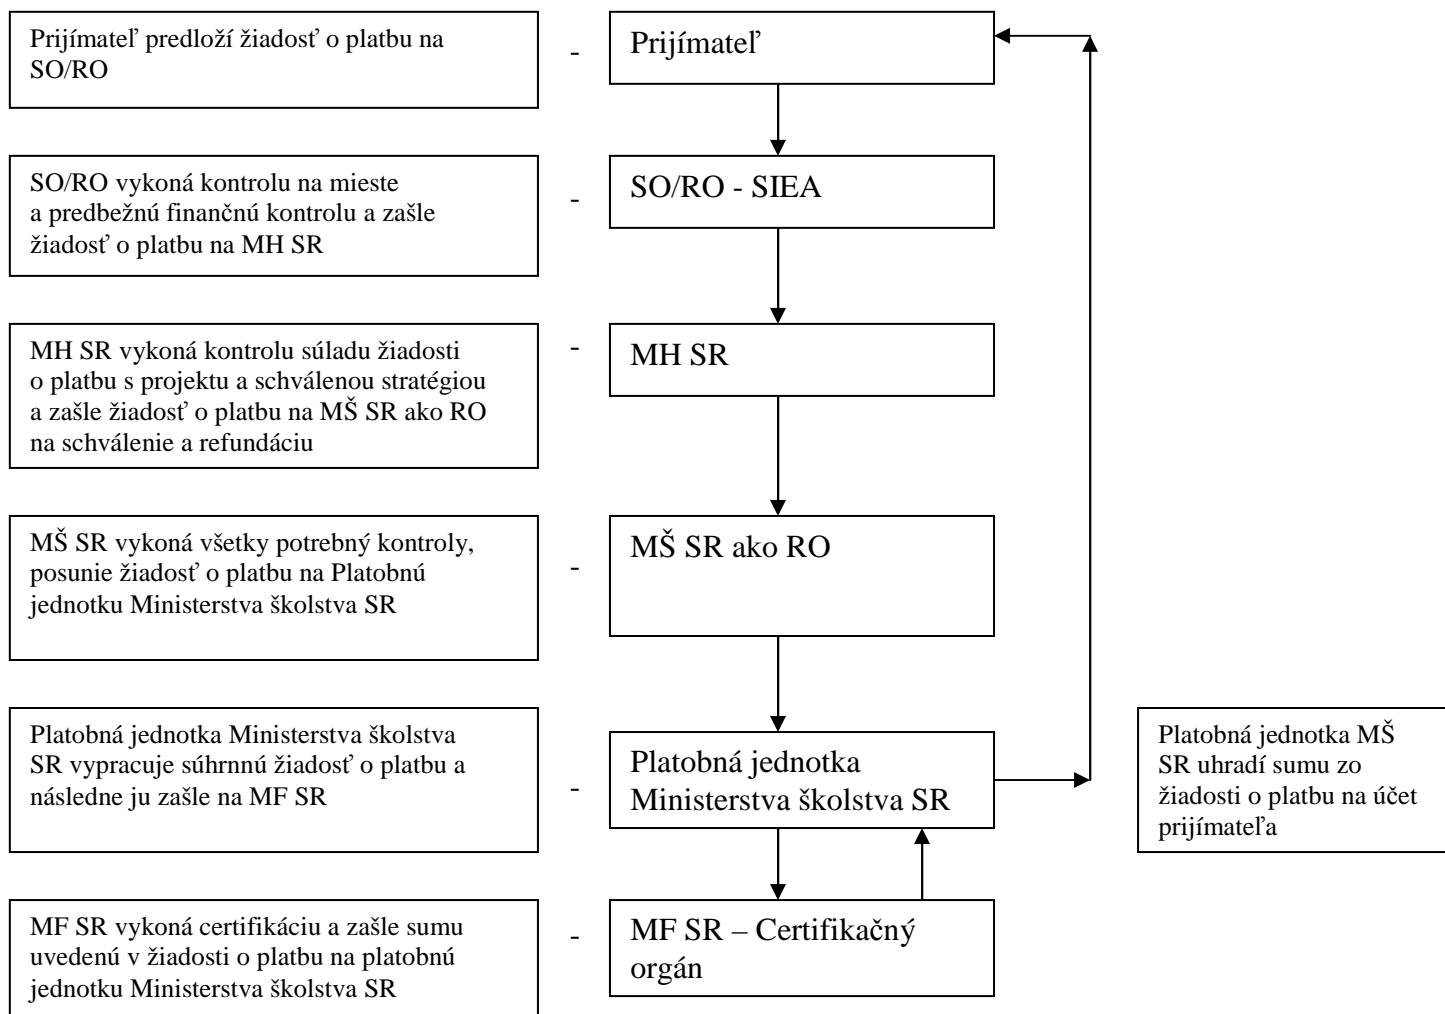 Prijímateľ predloží žiadosť o platbu na
SO/RO
-
Prijímateľ
SO/RO vykoná kontrolu na mieste
a predbežnú finančnú kontrolu a zašle
žiadosť o platbu na MH SR
-
SO/RO - SIEA
MH SR vykoná kontrolu súladu žiadosti
o platbu s projektu a schválenou stratégiou
a zašle žiadosť o platbu na MŠ SR ako RO
na schválenie a refundáciu
-
MH SR
MŠ SR vykoná všetky potrebný kontroly,
posunie žiadosť o platbu na Platobnú
jednotku Ministerstva školstva SR
-
MŠ SR ako RO
Platobná jednotka Ministerstva školstva
SR vypracuje súhrnnú žiadosť o platbu a
následne ju zašle na MF SR
-
Platobná jednotka
Ministerstva školstva SR
Platobná jednotka MŠ
SR uhradí sumu zo
žiadosti o platbu na účet
prijímateľa
MF SR vykoná certifikáciu a zašle sumu
uvedenú v žiadosti o platbu na platobnú
jednotku Ministerstva školstva SR
-
MF SR – Certifikačný
orgán